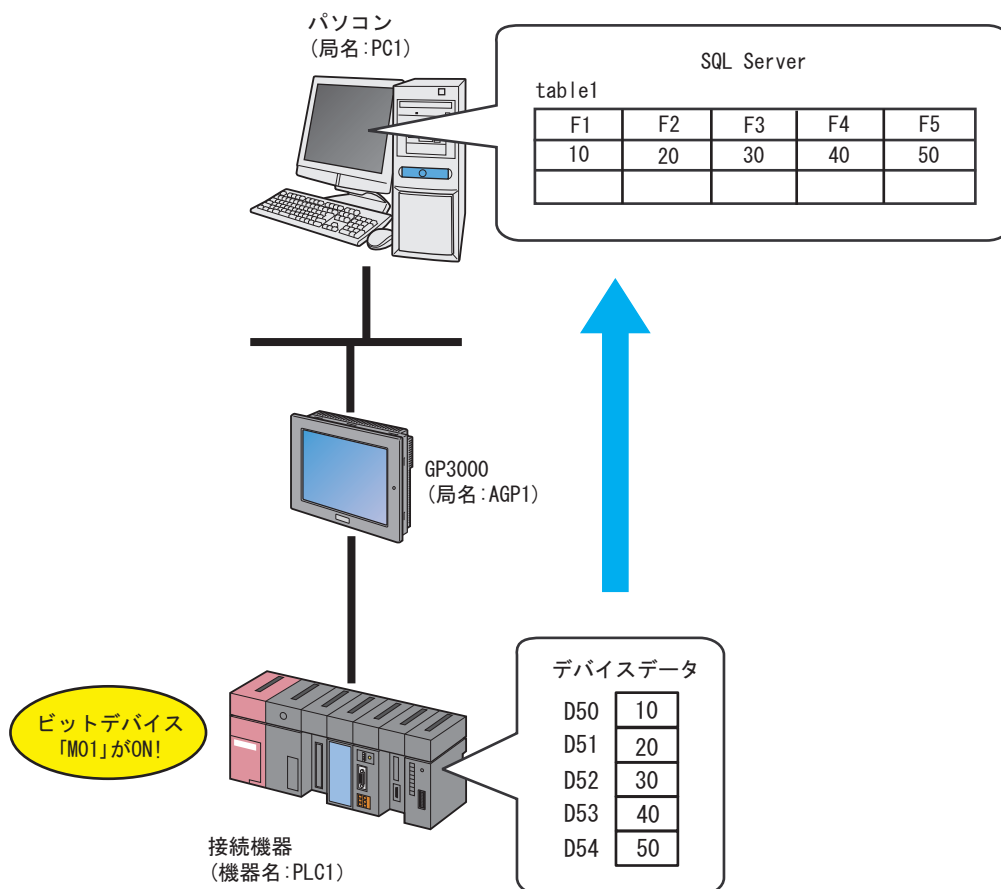 パソコン
(局名:PC1)
SQL Server
table1
F1 F2 F3 F4 F5
10 20 30 40 50
GP3000
(局名:AGP1)
ビットデバイス
「M01」がON!
デバイスデータ
D50 10
D51 20
D52 30
D53 40
D54 50
接続機器
(機器名:PLC1)